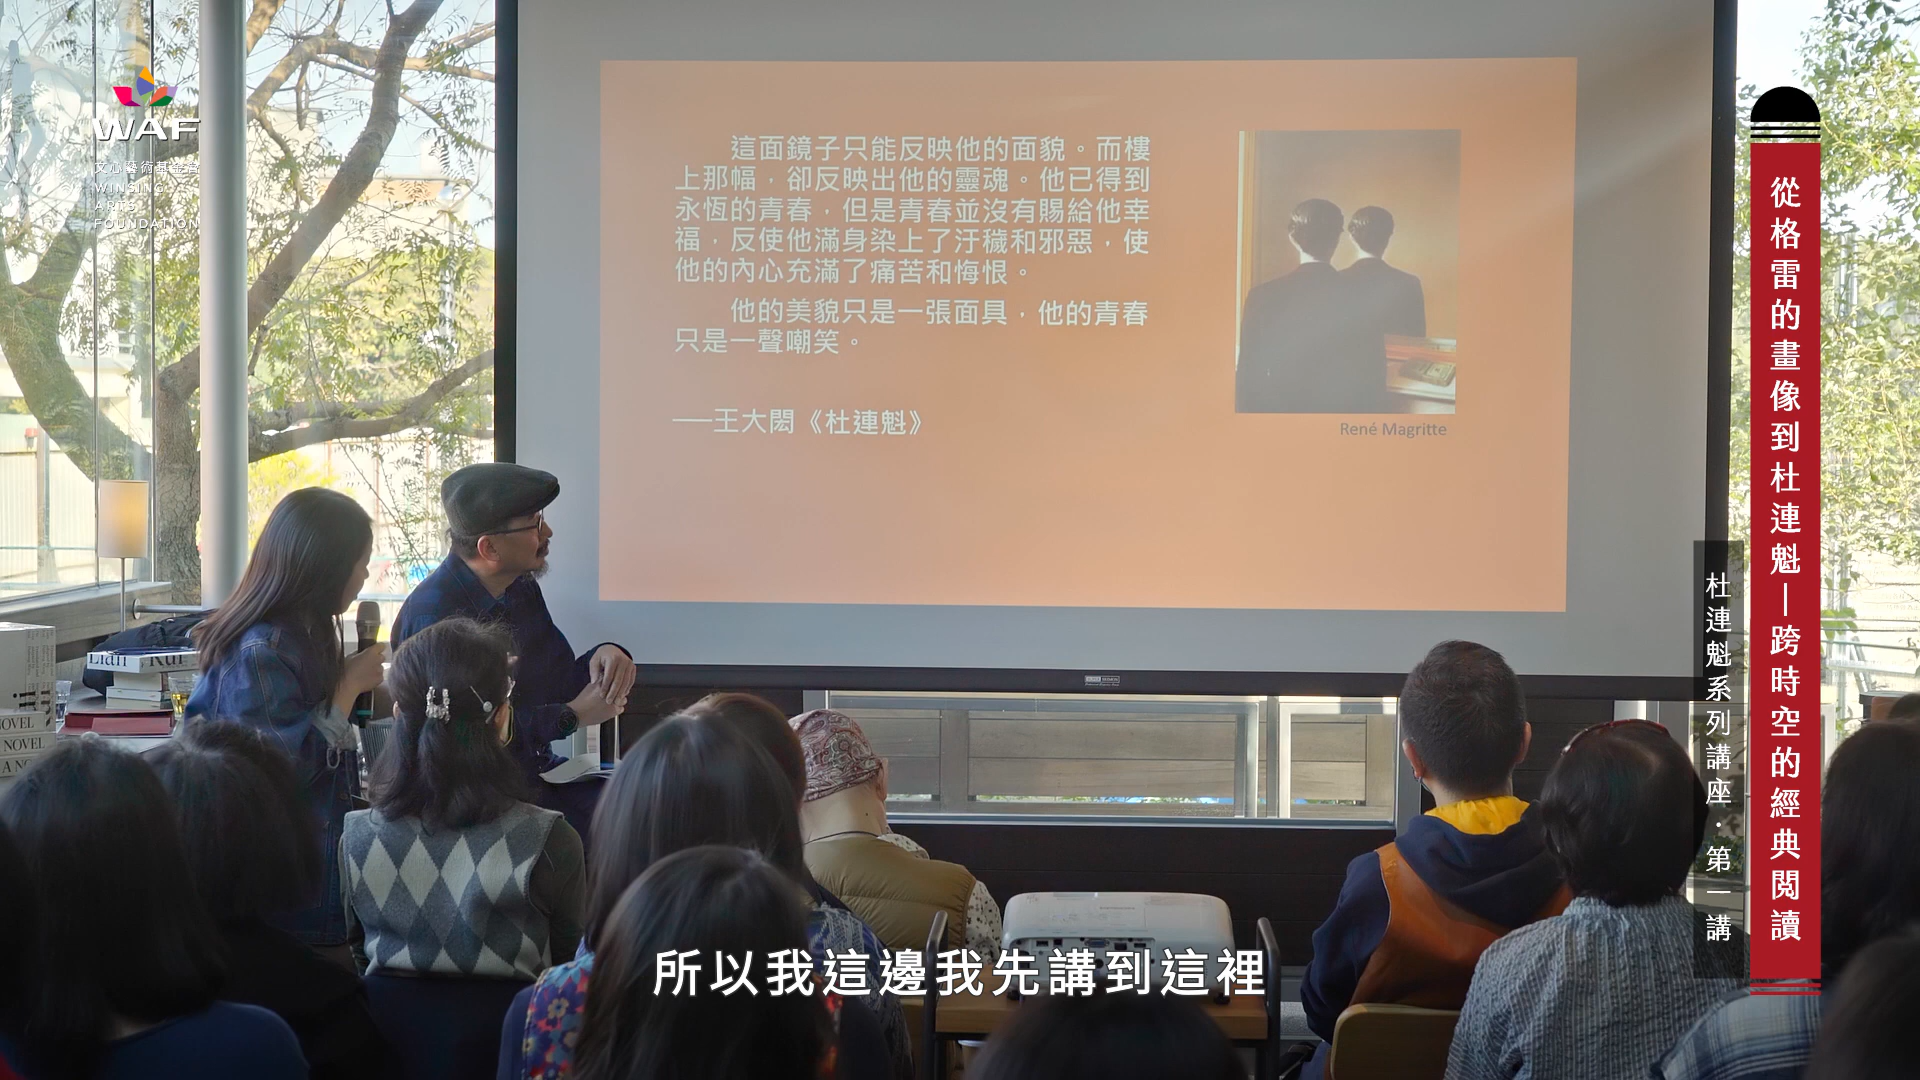 WAF
文心藝術基金會
WINSING
ARTS
FOUNDATION
這面鏡子只能反映他的面貌。而樓
上那幅，卻反映出他的靈魂。他已得到
永恆的青春，但是青春並沒有賜給他幸
福，反使他滿身染上了汙穢和邪惡，使
他的內心充滿了痛苦和悔恨。
他的美貌只是一張面具，他的青春
只是一聲嘲笑。
──王大閎《杜連魁》
René Magritte
從格雷的畫像到杜連魁—跨時空的經典閱讀
杜連魁系列講座·第一講
Lian Kui
NOVEL
NOVEL
A NO
所以我這邊我先講到這裡